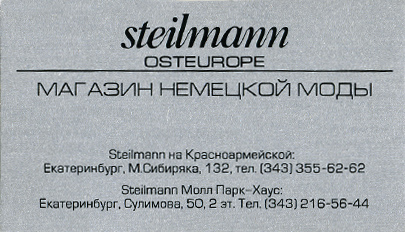 steilmann
OSTEUROPE
МАГАЗИН НЕМЕЦКОЙ МОДЫ
Steilmann на Красноармейской:
Екатеринбург, М.Сибиряка, 132, тел. (343) 355-62-62
Steilmann Молл Парк-Хаус:
Екатеринбург, Сулимова, 50, 2 эт. Тел. (343) 216-56-44